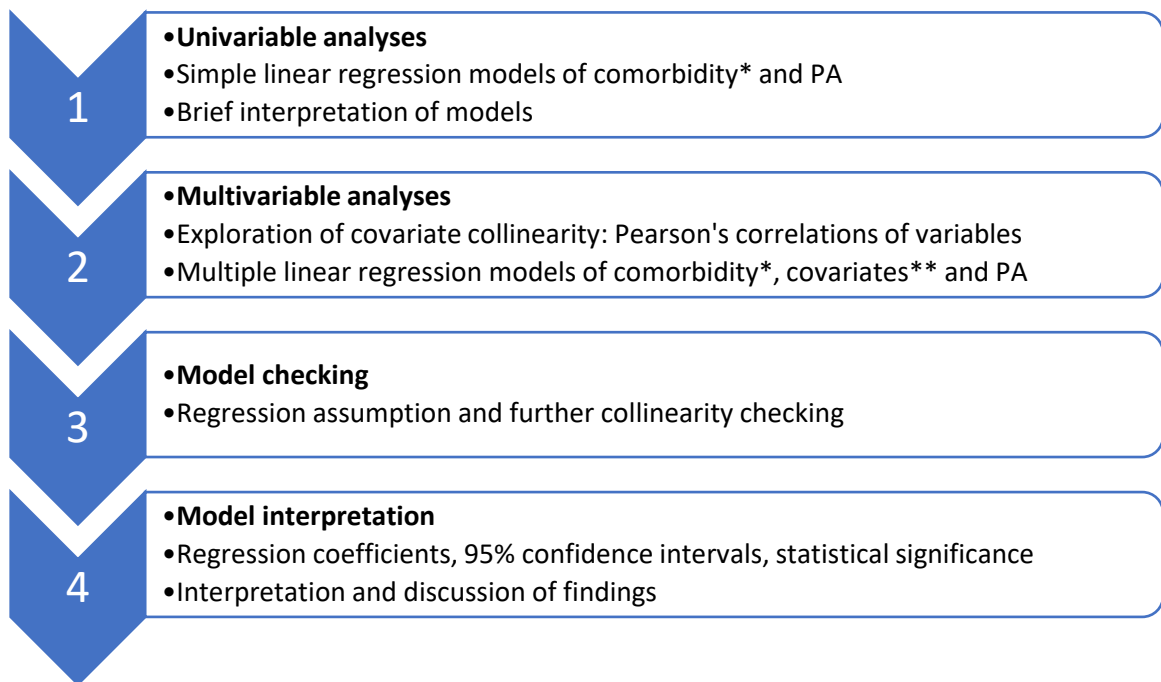 1
•Univariable analyses
•Simple linear regression models of comorbidity* and PA
•Brief interpretation of models
2
•Multivariable analyses
•Exploration of covariate collinearity: Pearson's correlations of variables
•Multiple linear regression models of comorbidity*, covariates** and PA
3
•Model checking
•Regression assumption and further collinearity checking
4
•Model interpretation
•Regression coefficients, 95% confidence intervals, statistical significance
•Interpretation and discussion of findings